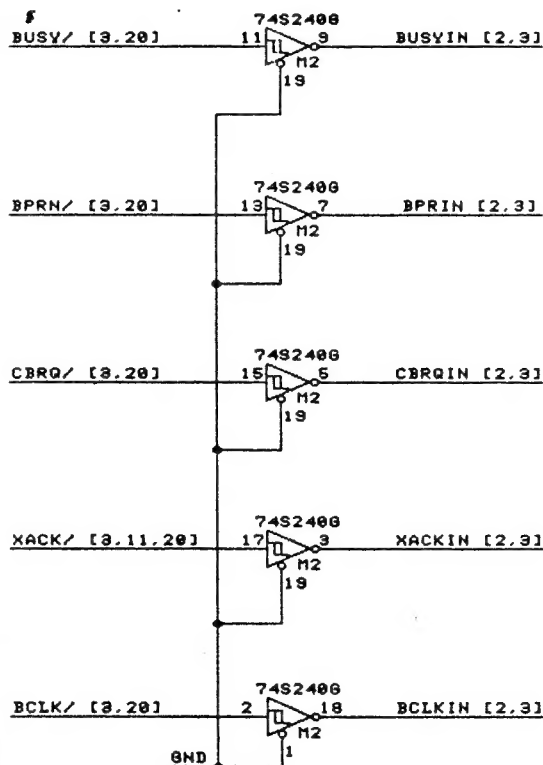 74S240G
BUSY/ [3,20] 11 9 BUSYIN [2,3]
M2
19
74S240G
BPRN/ [3,20] 13 7 BPRIN [2,3]
M2
19
74S240G
CBRQ/ [3,20] 15 5 CBRQIN [2,3]
M2
19
74S240G
XACK/ [3,11,20] 17 3 XACKIN [2,3]
M2
19
74S240G
BCLK/ [3,20] 2 18 BCLKIN [2,3]
M2
GND 1